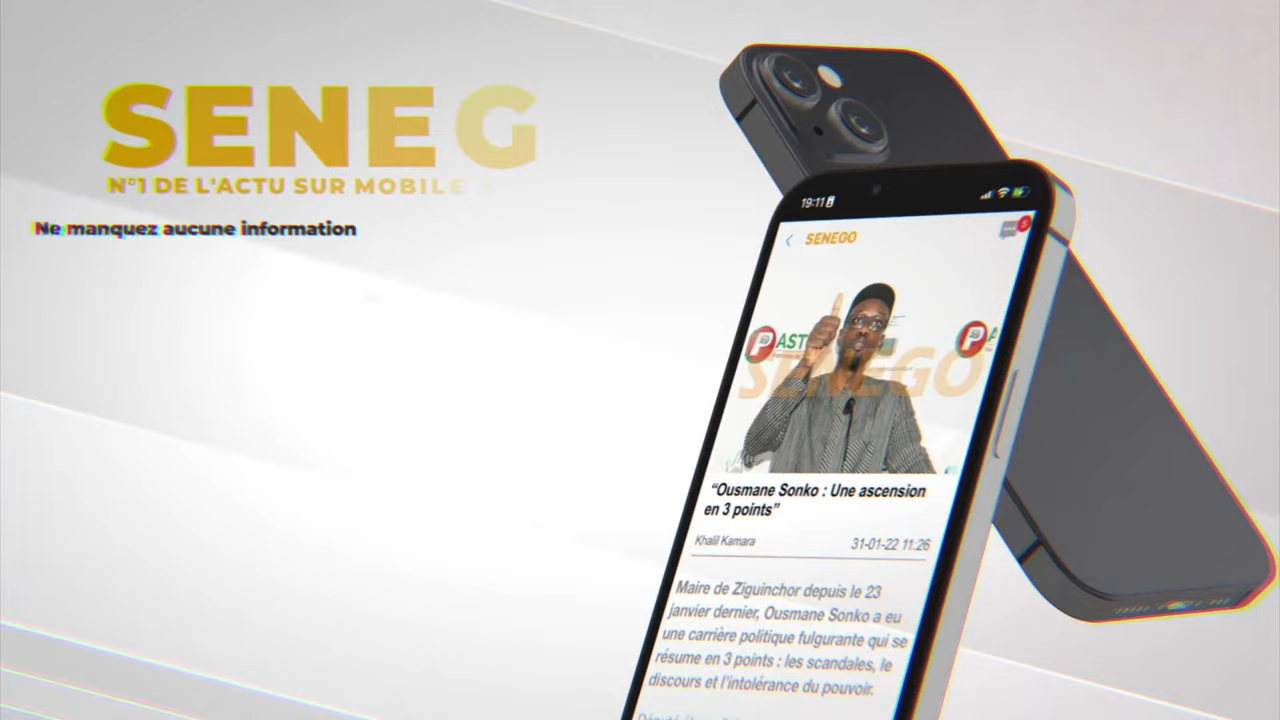 SENEG
N°1 DE L'ACTU SUR MOBILE
Ne manquez aucune information
19:11
SENEGO
PAST
SENEGO
“Ousmane Sonko : Une ascension
en 3 points”
Khalil Kamara
31-01-22 11:26
Maire de Ziguinchor depuis le 23
janvier dernier, Ousmane Sonko a eu
une carrière politique fulgurante qui se
résume en 3 points : les scandales, le
discours et l'intolérance du pouvoir.